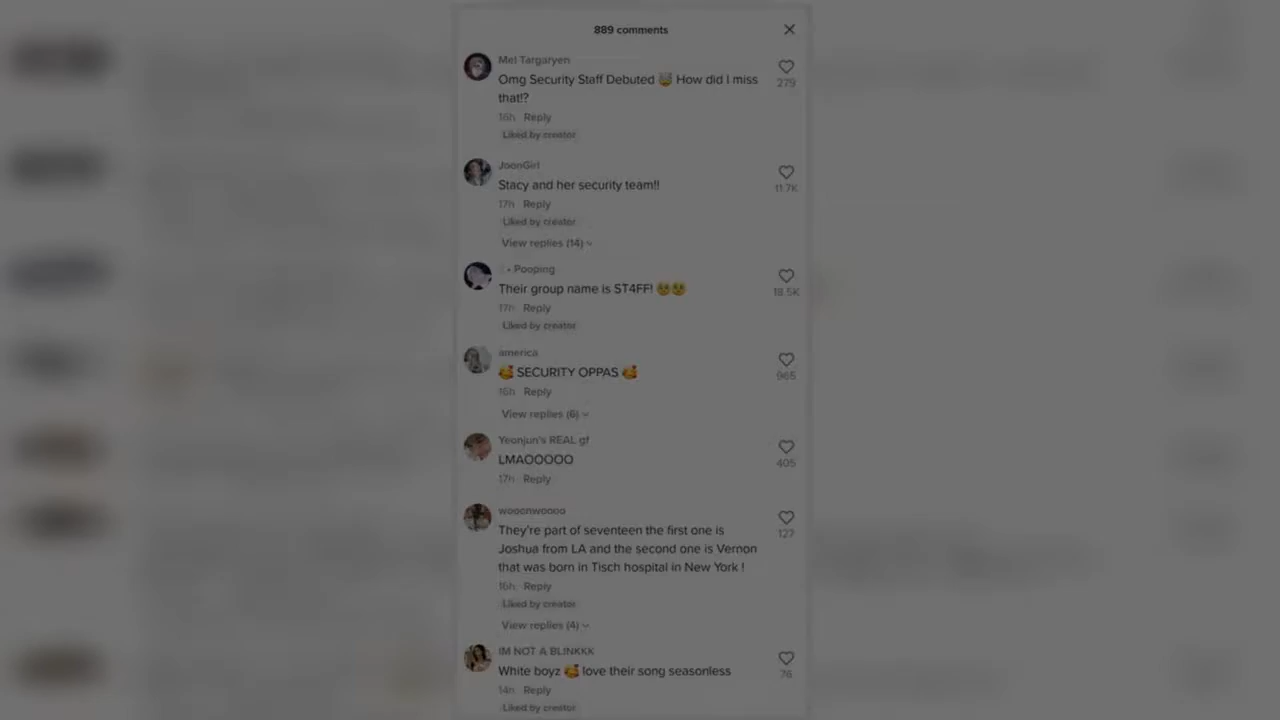 889 comments
Mel Targaryen
Omg Security Staff Debuted 🤯 How did I miss
that!?
279
16h Reply
Liked by creator
JoonGirl
Stacy and her security team!!
11.7K
17h Reply
Liked by creator
View replies (14)
• Pooping
Their group name is ST4FF! 🥹🥹
18.5K
17h Reply
Liked by creator
america
🥰 SECURITY OPPAS 🥰
965
16h Reply
View replies (6)
Yeonjun's REAL gf
LMAOOOOO
405
17h Reply
wooonwoooo
They're part of seventeen the first one is
Joshua from LA and the second one is Vernon
that was born in Tisch hospital in New York !
127
16h Reply
Liked by creator
View replies (4)
IM NOT A BLINKKK
White boyz 🥰 love their song seasonless
76
14h Reply
Liked by creator